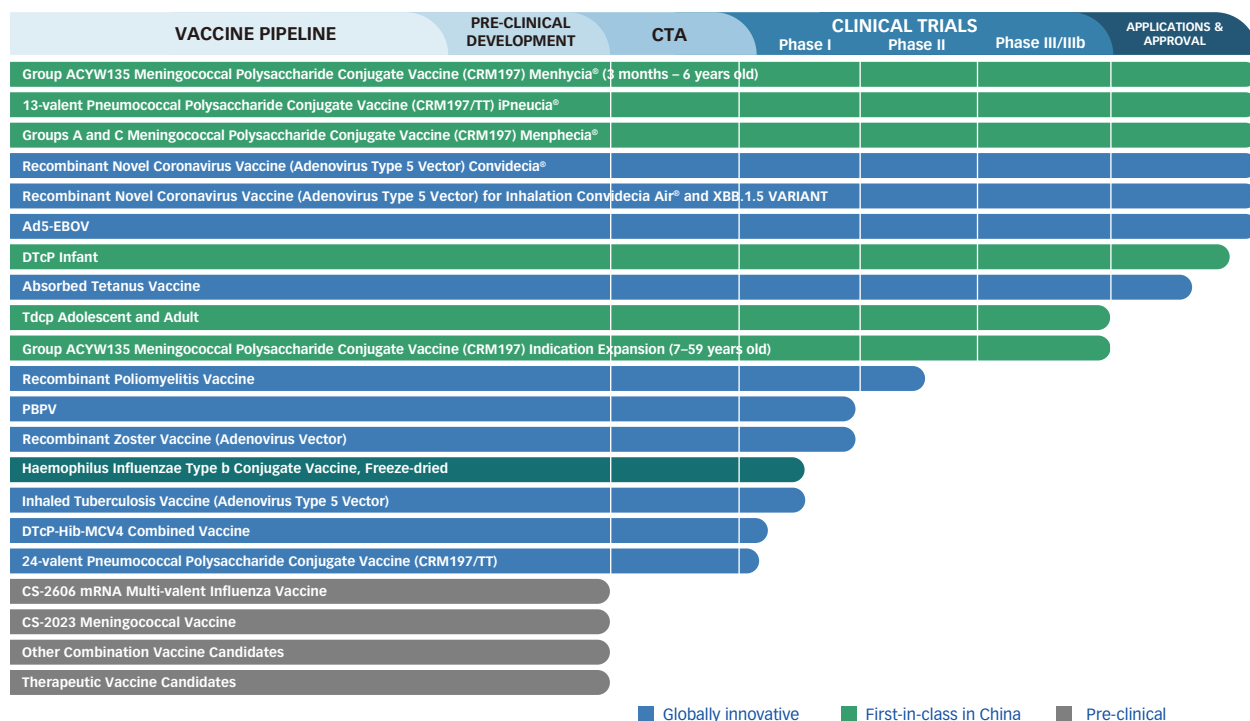 VACCINE PIPELINE
PRE-CLINICAL
DEVELOPMENT
CTA
CLINICAL TRIALS
Phase I
Phase II
Phase III/IIIb
APPLICATIONS &
APPROVAL
Group ACYW135 Meningococcal Polysaccharide Conjugate Vaccine (CRM197) Menhycia® (3 months – 6 years old)
13-valent Pneumococcal Polysaccharide Conjugate Vaccine (CRM197/TT) iPneucia®
Groups A and C Meningococcal Polysaccharide Conjugate Vaccine (CRM197) Menphecia®
Recombinant Novel Coronavirus Vaccine (Adenovirus Type 5 Vector) Convidecia®
Recombinant Novel Coronavirus Vaccine (Adenovirus Type 5 Vector) for Inhalation Convidecia Air® and XBB.1.5 VARIANT
Ad5-EBOV
DTcP Infant
Absorbed Tetanus Vaccine
Tdcp Adolescent and Adult
Group ACYW135 Meningococcal Polysaccharide Conjugate Vaccine (CRM197) Indication Expansion (7–59 years old)
Recombinant Poliomyelitis Vaccine
PBPV
Recombinant Zoster Vaccine (Adenovirus Vector)
Haemophilus Influenzae Type b Conjugate Vaccine, Freeze-dried
Inhaled Tuberculosis Vaccine (Adenovirus Type 5 Vector)
DTcP-Hib-MCV4 Combined Vaccine
24-valent Pneumococcal Polysaccharide Conjugate Vaccine (CRM197/TT)
CS-2606 mRNA Multi-valent Influenza Vaccine
CS-2023 Meningococcal Vaccine
Other Combination Vaccine Candidates
Therapeutic Vaccine Candidates
Globally innovative
First-in-class in China
Pre-clinical